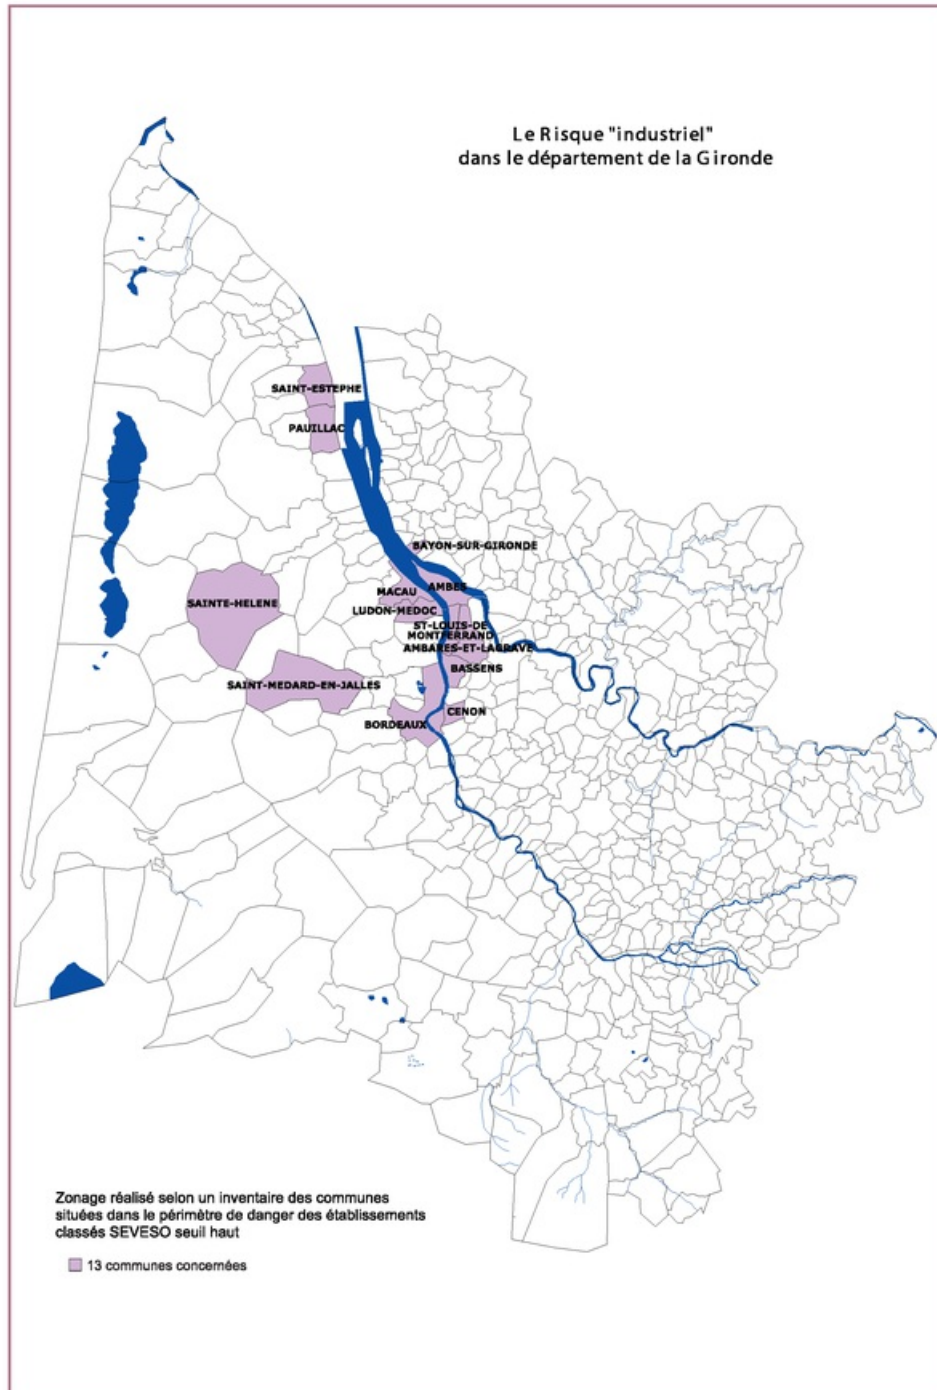 Le Risque "industriel"
dans le département de la Gironde
SAINT-ESTEPHE
PAUILLAC
BAYON-SUR-GIRONDE
AMBES
MACAU
SAINTE-HELENE
LUDON-MEDOC
ST-LOUIS-DE
MONTFERRAND
AMBARES-ET-LAGRAVE
BASSENS
SAINT-MEDARD-EN-JALLES
CENON
BORDEAUX
Zonage réalisé selon un inventaire des communes
situées dans le périmètre de danger des établissements
classés SEVESO seuil haut
13 communes concernées